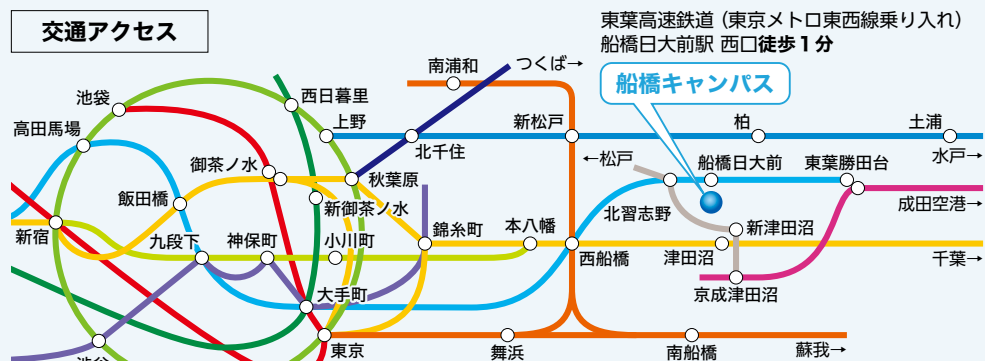 交通アクセス
東葉高速鉄道（東京メトロ東西線乗り入れ）
船橋日大前駅 西口徒歩1分
船橋キャンパス
南浦和
つくば→
池袋
西日暮里
高田馬場
上野
北千住
新松戸
柏
土浦
水戸→
御茶ノ水
秋葉原
←松戸
船橋日大前
東葉勝田台
飯田橋
新御茶ノ水
北習志野
成田空港→
新宿
九段下
神保町
小川町
錦糸町
本八幡
西船橋
新津田沼
津田沼
千葉→
大手町
京成津田沼
渋谷
東京
舞浜
南船橋
蘇我→